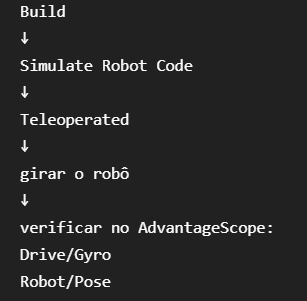 Build
↓
Simulate Robot Code
↓
Teleoperated
↓
girar o robô
↓
verificar no AdvantageScope:
Drive/Gyro
Robot/Pose